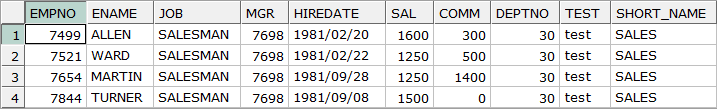 EMPNO ENAME JOB MGR HIREDATE SAL COMM DEPTNO TEST SHORT_NAME
1 7499 ALLEN SALESMAN 7698 1981/02/20 1600 300 30 test SALES
2 7521 WARD SALESMAN 7698 1981/02/22 1250 500 30 test SALES
3 7654 MARTIN SALESMAN 7698 1981/09/28 1250 1400 30 test SALES
4 7844 TURNER SALESMAN 7698 1981/09/08 1500 0 30 test SALES